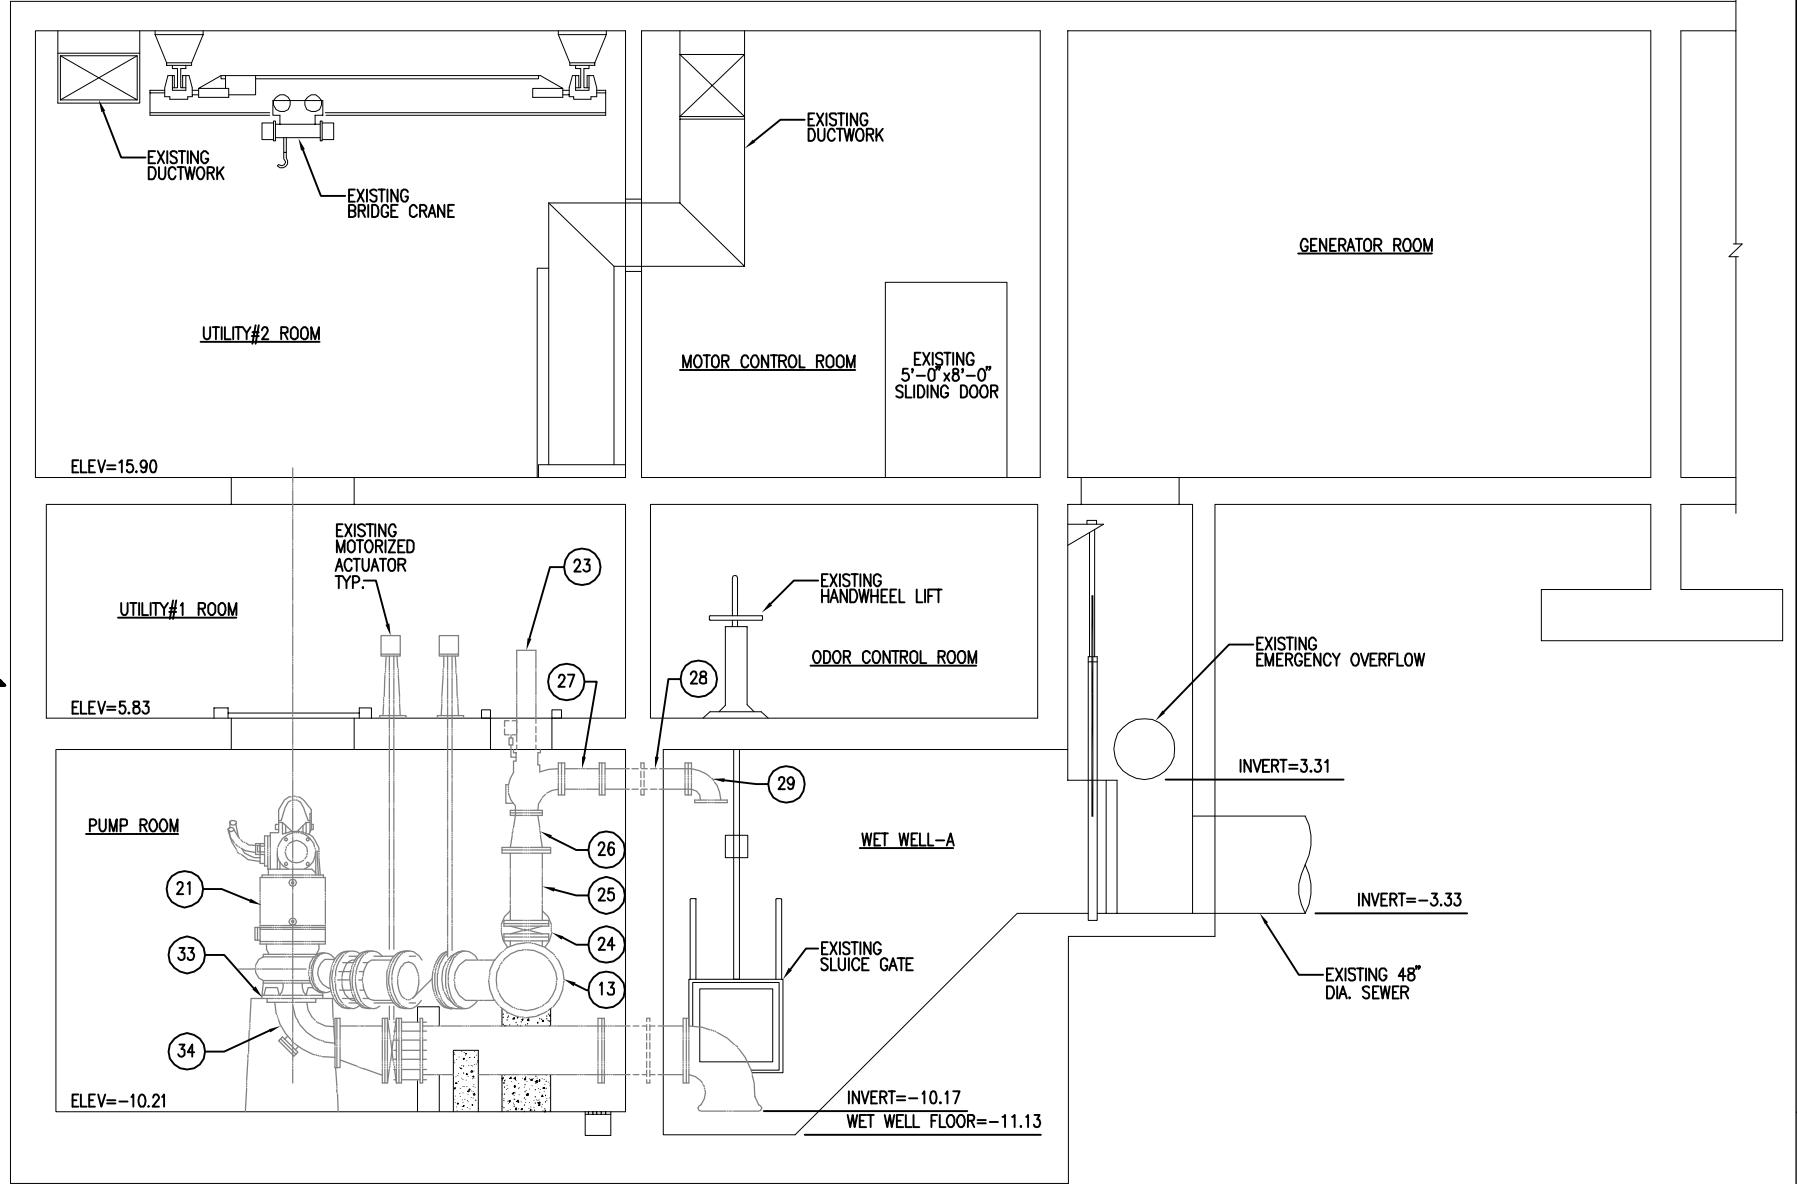 EXISTING
DUCTWORK
EXISTING
BRIDGE CRANE
EXISTING
DUCTWORK
GENERATOR ROOM
UTILITY#2 ROOM
MOTOR CONTROL ROOM
EXISTING
5'-0"x8'-0"
SLIDING DOOR
ELEV=15.90
EXISTING
MOTORIZED
ACTUATOR
TYP.
23
UTILITY#1 ROOM
EXISTING
HANDWHEEL LIFT
ODOR CONTROL ROOM
EXISTING
EMERGENCY OVERFLOW
27
28
ELEV=5.83
INVERT=3.31
29
PUMP ROOM
26
WET WELL-A
21
25
INVERT=-3.33
24
33
EXISTING
SLUICE GATE
13
EXISTING 48"
DIA. SEWER
34
ELEV=-10.21
INVERT=-10.17
WET WELL FLOOR=-11.13